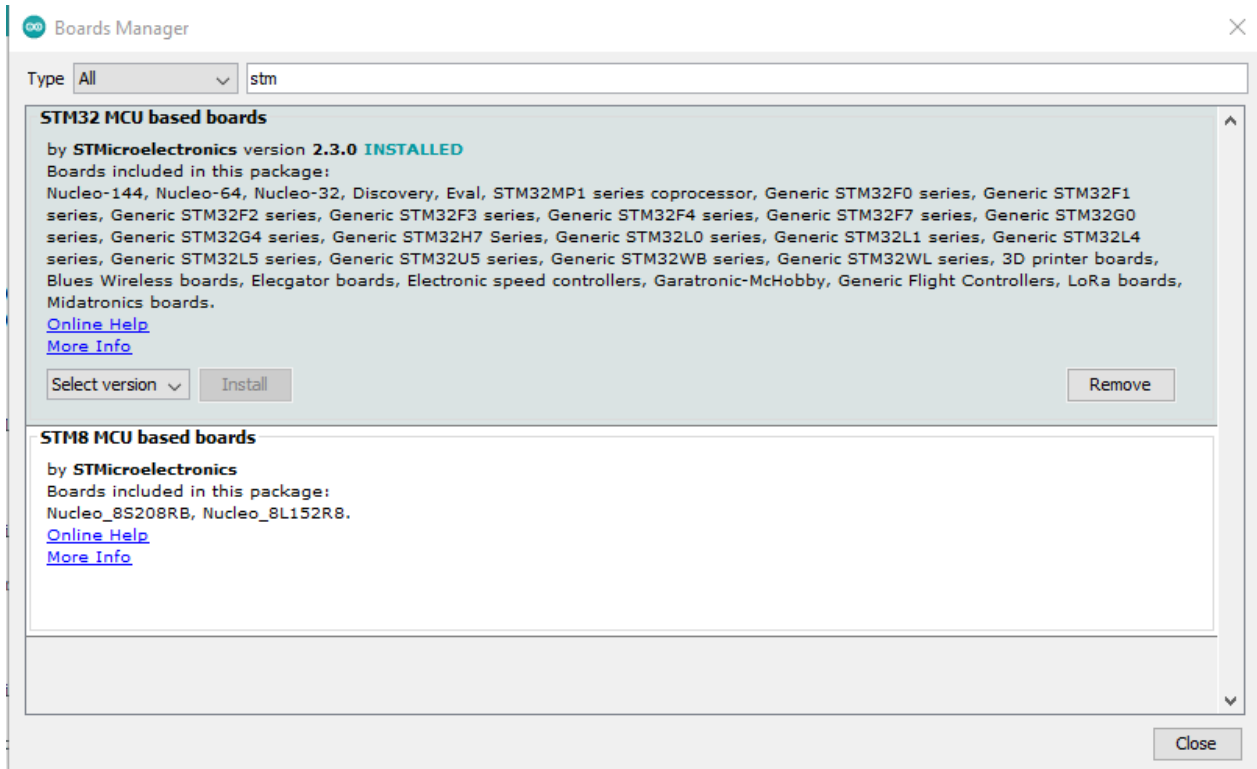 Boards Manager
Type All stm
STM32 MCU based boards
by STMicroelectronics version 2.3.0 INSTALLED
Boards included in this package:
Nucleo-144, Nucleo-64, Nucleo-32, Discovery, Eval, STM32MP1 series coprocessor, Generic STM32F0 series, Generic STM32F1
series, Generic STM32F2 series, Generic STM32F3 series, Generic STM32F4 series, Generic STM32F7 series, Generic STM32G0
series, Generic STM32G4 series, Generic STM32H7 Series, Generic STM32L0 series, Generic STM32L1 series, Generic STM32L4
series, Generic STM32L5 series, Generic STM32U5 series, Generic STM32WB series, Generic STM32WL series, 3D printer boards,
Blues Wireless boards, Elecgator boards, Electronic speed controllers, Garatronic-McHobby, Generic Flight Controllers, LoRa boards,
Midatronics boards.
Online Help
More Info
Select version Install Remove
STM8 MCU based boards
by STMicroelectronics
Boards included in this package:
Nucleo_8S208RB, Nucleo_8L152R8.
Online Help
More Info
Close